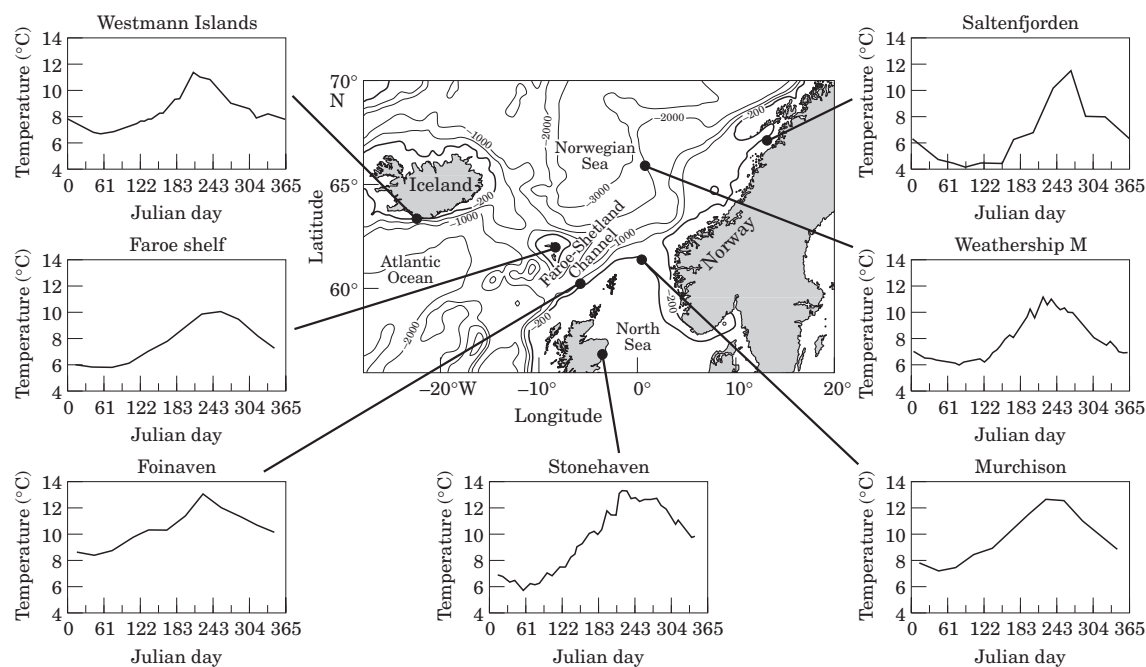 Westmann Islands
Temperature (°C)
14
12
10
8
6
4
0 61 122 183 243 304 365
Julian day
Saltenfjorden
Temperature (°C)
14
12
10
8
6
4
0 61 122 183 243 304 365
Julian day
70°
N
65°
60°
Latitude
−20°W −10° 0° 10° 20°
Longitude
−200
−1000
−2000
−2000
Norwegian
Sea
Iceland
−200
−1000
−3000
−1000
Faroe-Shetland
Channel
Norway
Atlantic
Ocean
−2000
−200
−200
North
Sea
Faroe shelf
Temperature (°C)
14
12
10
8
6
4
0 61 122 183 243 304 365
Julian day
Weathership M
Temperature (°C)
14
12
10
8
6
4
0 61 122 183 243 304 365
Julian day
Foinaven
Temperature (°C)
14
12
10
8
6
4
0 61 122 183 243 304 365
Julian day
Stonehaven
Temperature (°C)
14
12
10
8
6
4
0 61 122 183 243 304 365
Julian day
Murchison
Temperature (°C)
14
12
10
8
6
4
0 61 122 183 243 304 365
Julian day